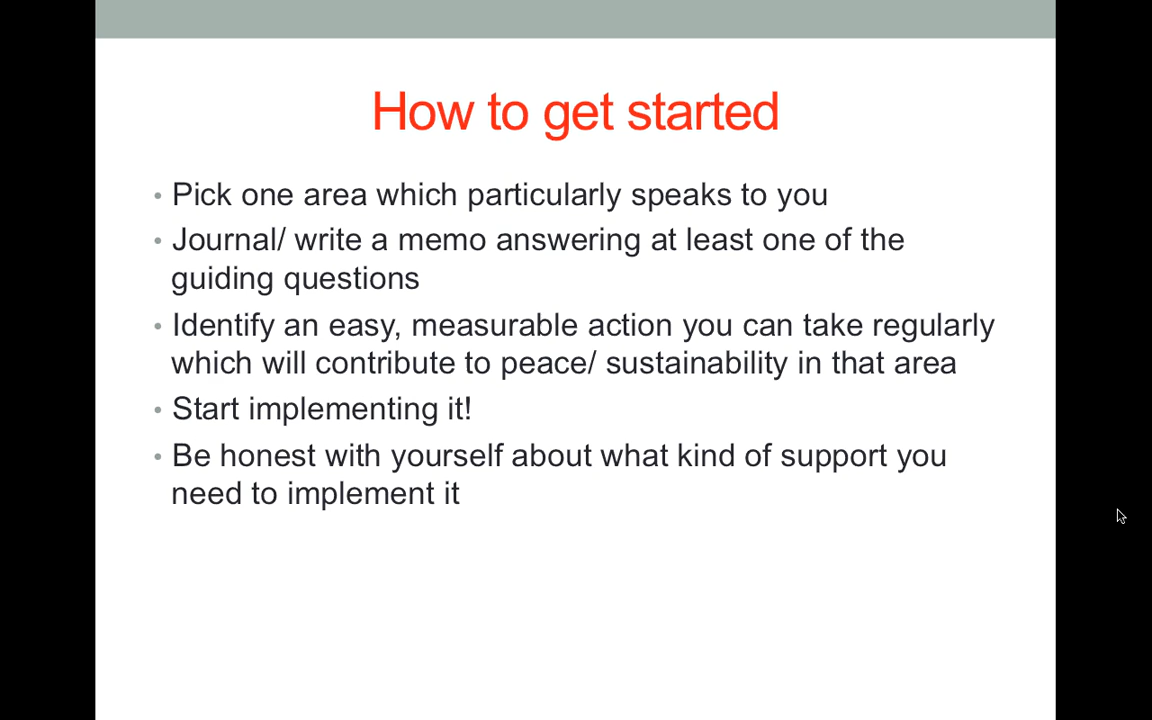 How to get started
• Pick one area which particularly speaks to you
• Journal/ write a memo answering at least one of the
guiding questions
• Identify an easy, measurable action you can take regularly
which will contribute to peace/ sustainability in that area
• Start implementing it!
• Be honest with yourself about what kind of support you
need to implement it